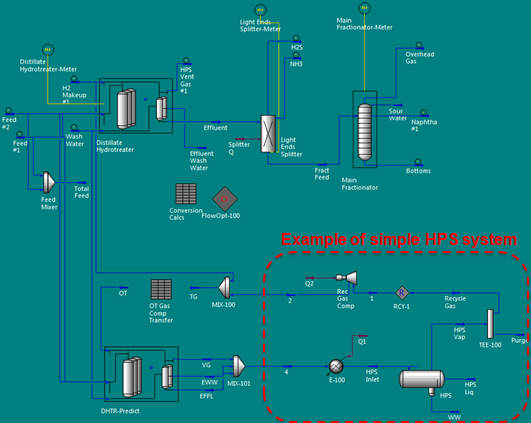 Light Ends
Splitter-Meter
Main
Fractionator-Meter
Distillate
Hydrotreater-Meter
H2S
NH3
Overhead
Gas
H2
Makeup
#1
HPS
Vent
Gas #1
Feed
#2
Feed
#1
Wash
Water
Distillate
Hydrotreater
Effluent
Effluent
Wash
Water
Splitter
Q
Light
Ends
Splitter
Fract
Feed
Sour
Water
Naphtha
#1
Main
Fractionator
Bottoms
Feed
Mixer
Total
Feed
Conversion
Calcs
FlowOpt-100
Example of simple HPS system
OT
OT Gas
Comp
Transfer
TG
MIX-100
2
Q2
Rec
Gas
Comp
1
R
RCY-1
Recycle
Gas
HPS
Vap
TEE-100
Purge
DHTR-Predict
VG
EWW
EFFL
MIX-101
4
Q1
E-100
HPS
Inlet
HPS
HPS
Liq
WW